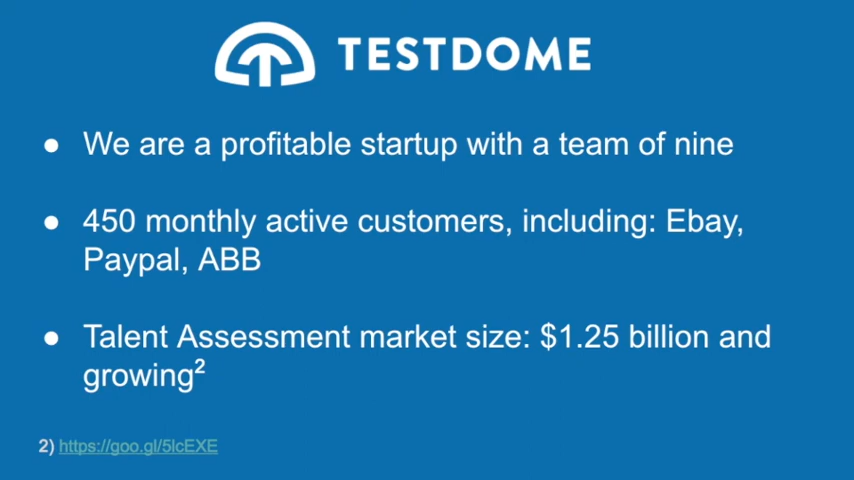 TESTDOME
● We are a profitable startup with a team of nine
● 450 monthly active customers, including: Ebay,
Paypal, ABB
● Talent Assessment market size: $1.25 billion and
growing²
2) https://goo.gl/5lcEXE